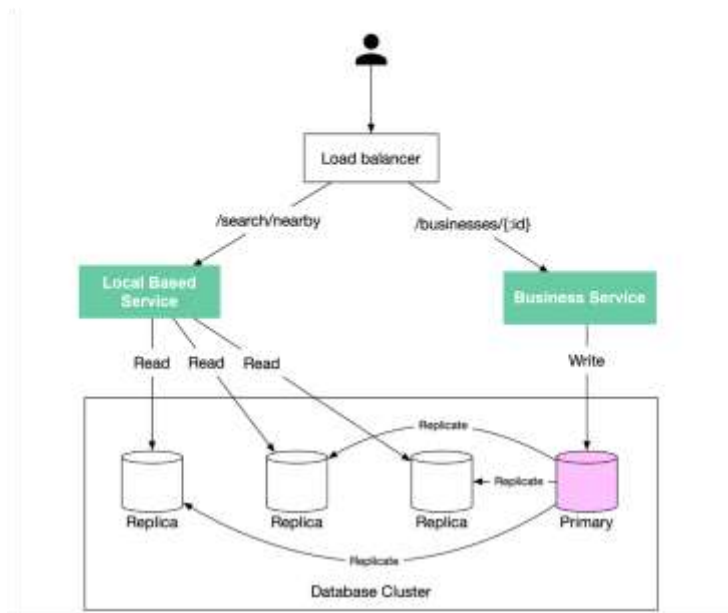 Load balancer
/search/nearby
/businesses/{:id}
Local Based
Service
Business Service
Read
Read
Read
Write
Replicate
Replicate
Replica
Replica
Replica
Primary
Replicate
Database Cluster